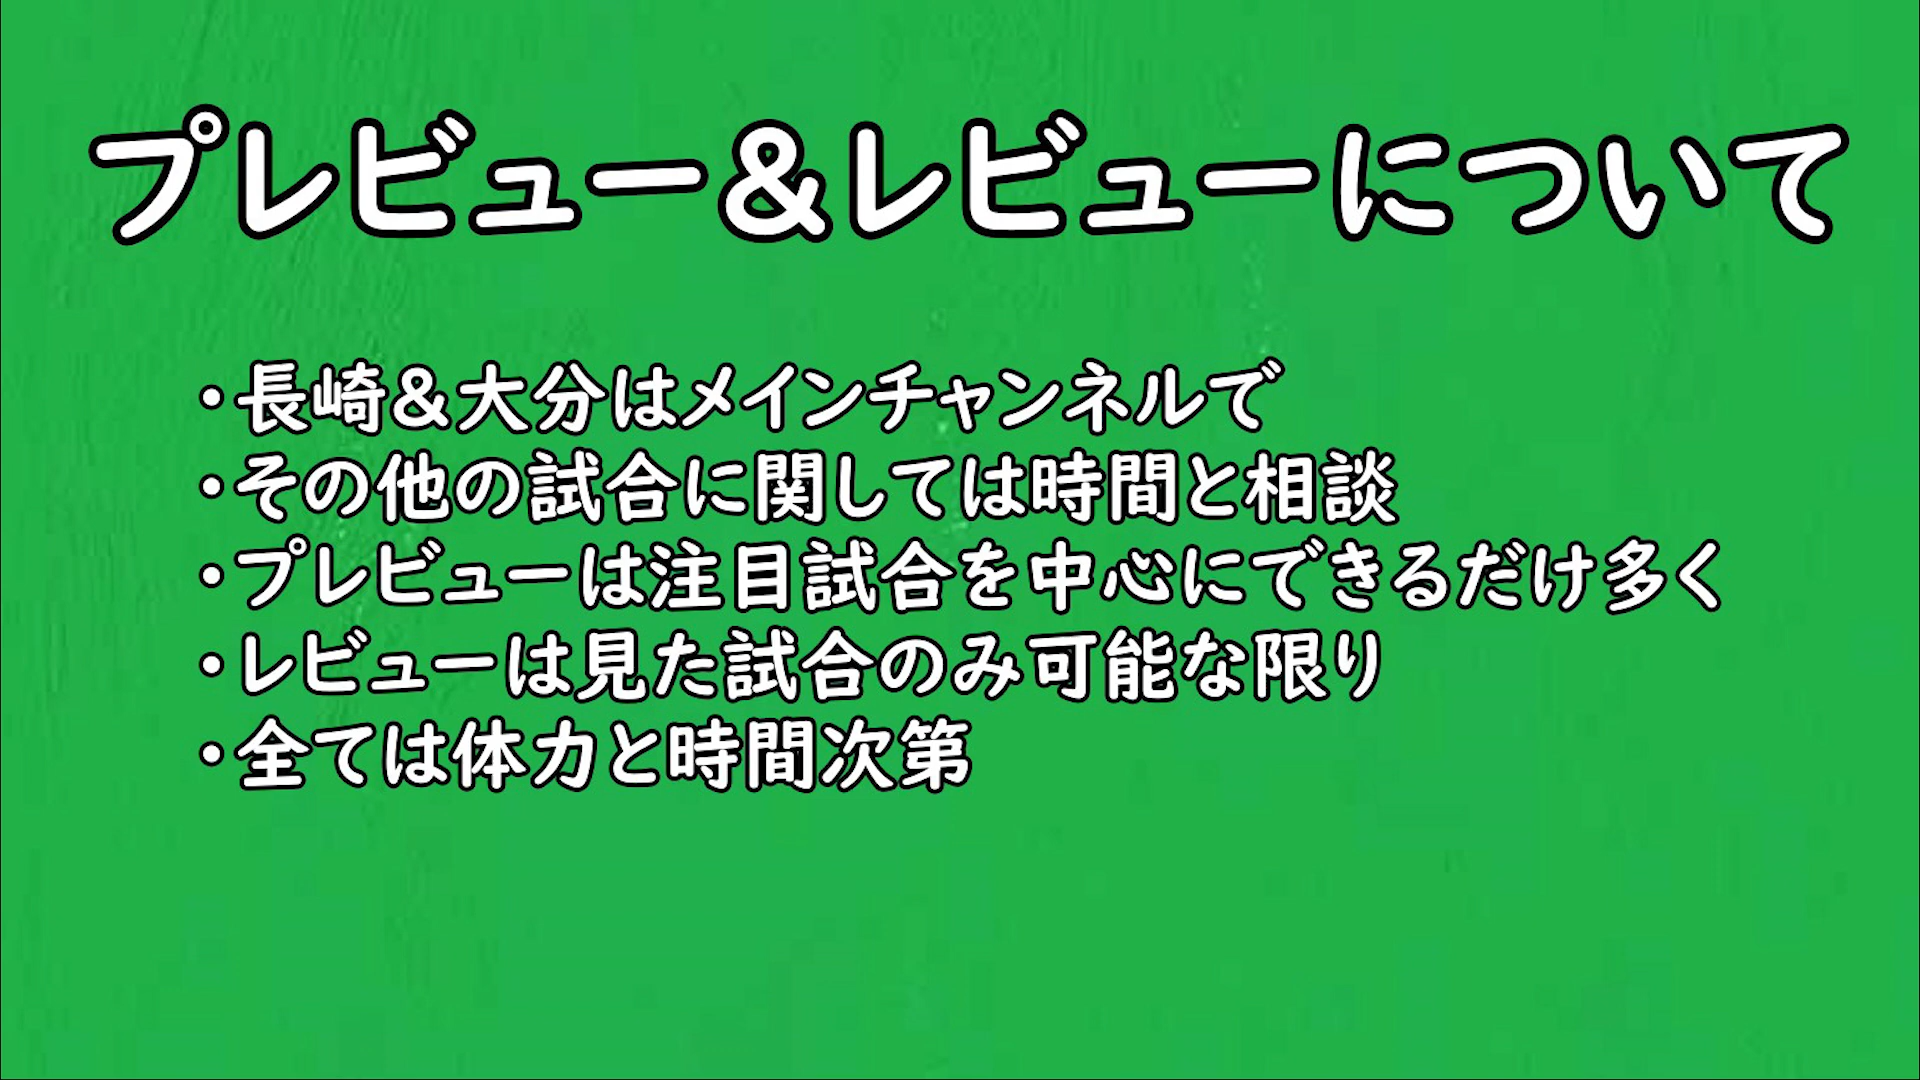 プレビュー&レビューについて
・長崎&大分はメインチャンネルで
・その他の試合に関しては時間と相談
・プレビューは注目試合を中心にできるだけ多く
・レビューは見た試合のみ可能な限り
・全ては体力と時間次第